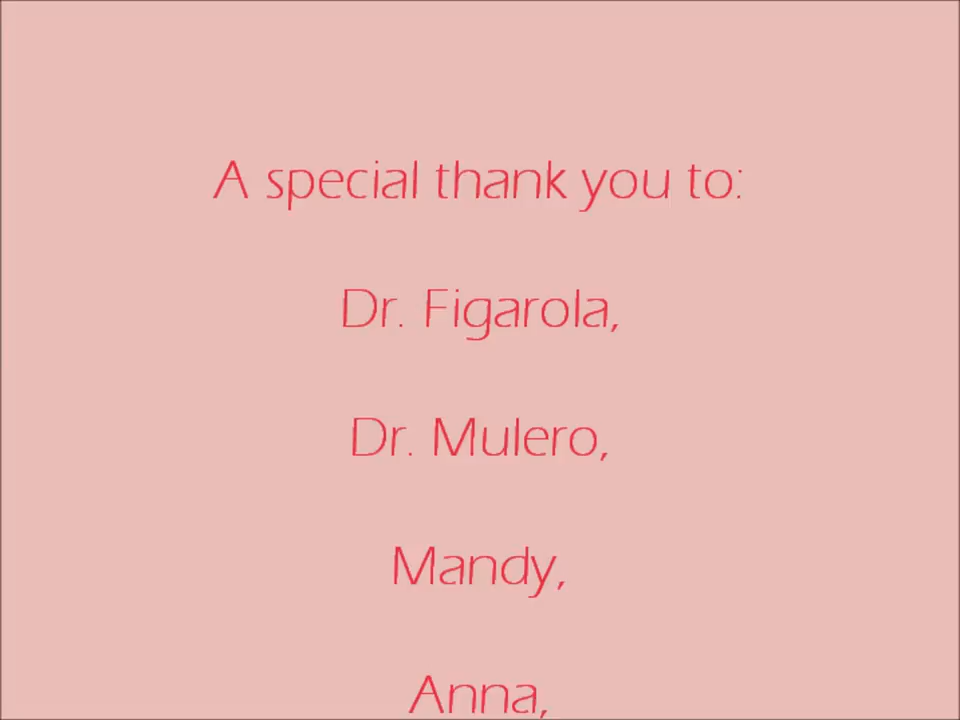 A special thank you to:
Dr. Figarola,
Dr. Mulero,
Mandy,
Anna,